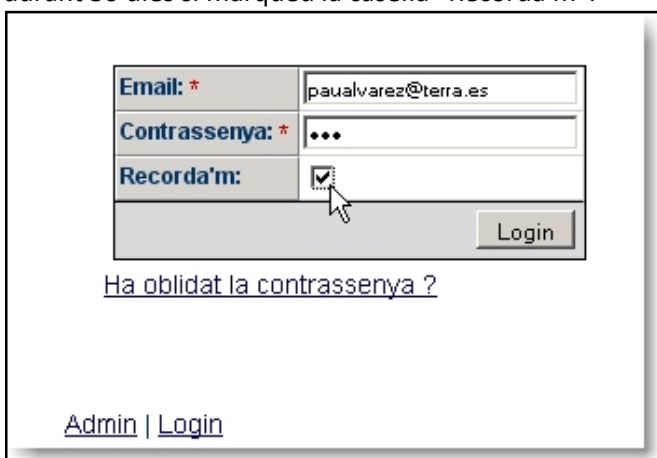 Email: * paualvarez@terra.es
Contrassenya: * •••
Recorda'm:
Login
Ha oblidat la contrassenya ?
Admin | Login